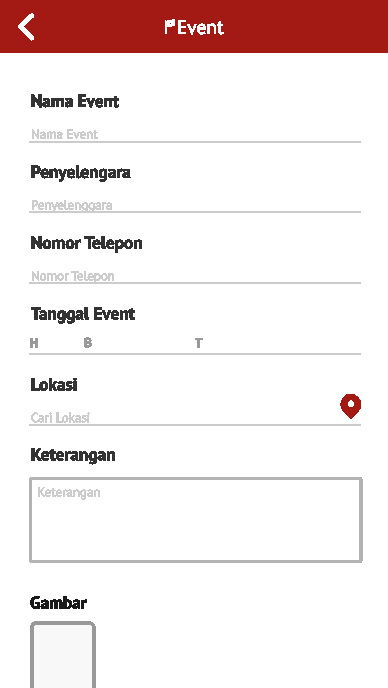 Event
Nama Event
Nama Event
Penyelengara
Penyelenggara
Nomor Telepon
Nomor Telepon
Tanggal Event
H B T
Lokasi
Cari Lokasi
Keterangan
Keterangan
Gambar